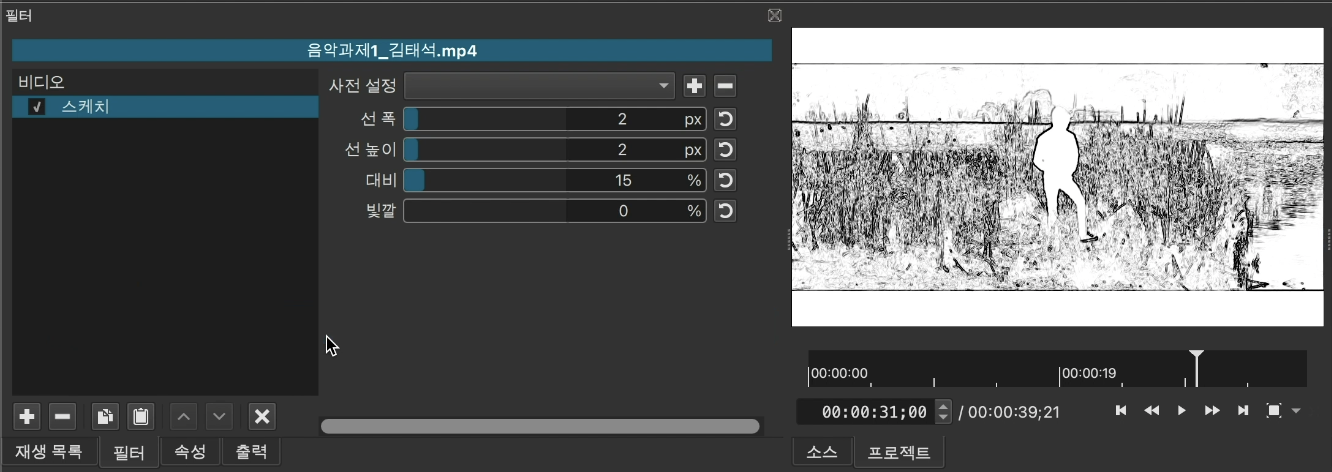 필터
음악과제1_김태석.mp4
비디오
스케치
사전 설정
선 폭 2 px
선 높이 2 px
대비 15 %
빛깔 0 %
재생 목록 필터 속성 출력
00:00:00 00:00:19
00:00:31;00 / 00:00:39;21
소스 프로젝트